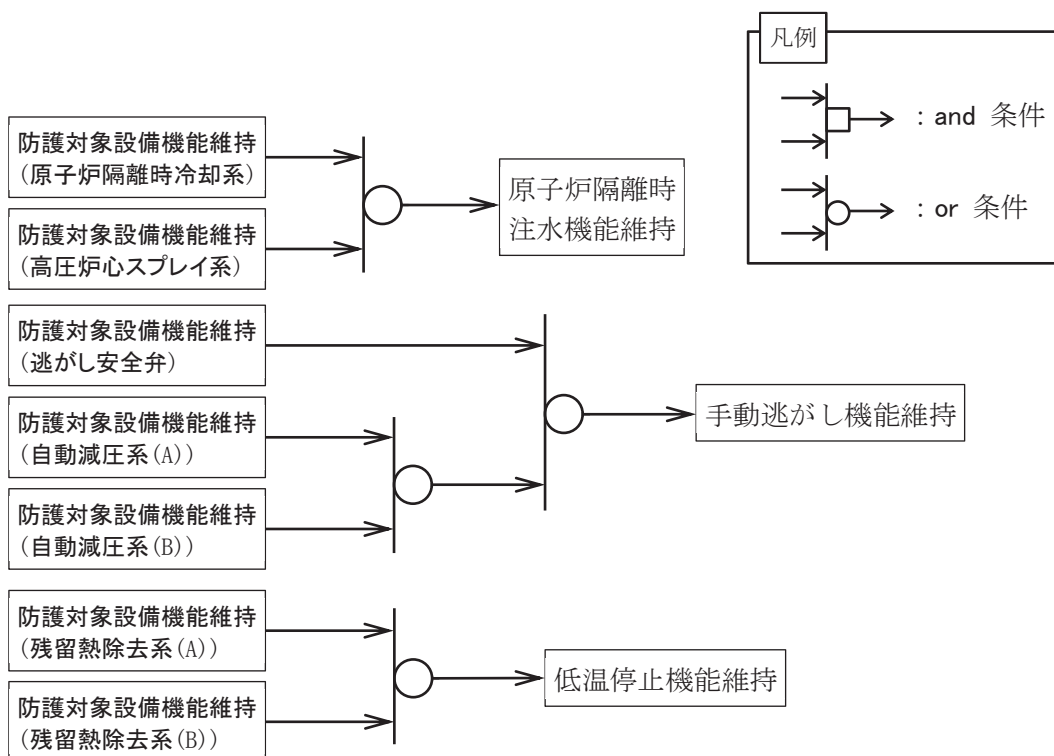 凡例
: and 条件
: or 条件
防護対象設備機能維持
(原子炉隔離時冷却系)
防護対象設備機能維持
(高圧炉心スプレイ系)
原子炉隔離時
注水機能維持
防護対象設備機能維持
(逃がし安全弁)
防護対象設備機能維持
(自動減圧系(A))
防護対象設備機能維持
(自動減圧系(B))
手動逃がし機能維持
防護対象設備機能維持
(残留熱除去系(A))
防護対象設備機能維持
(残留熱除去系(B))
低温停止機能維持